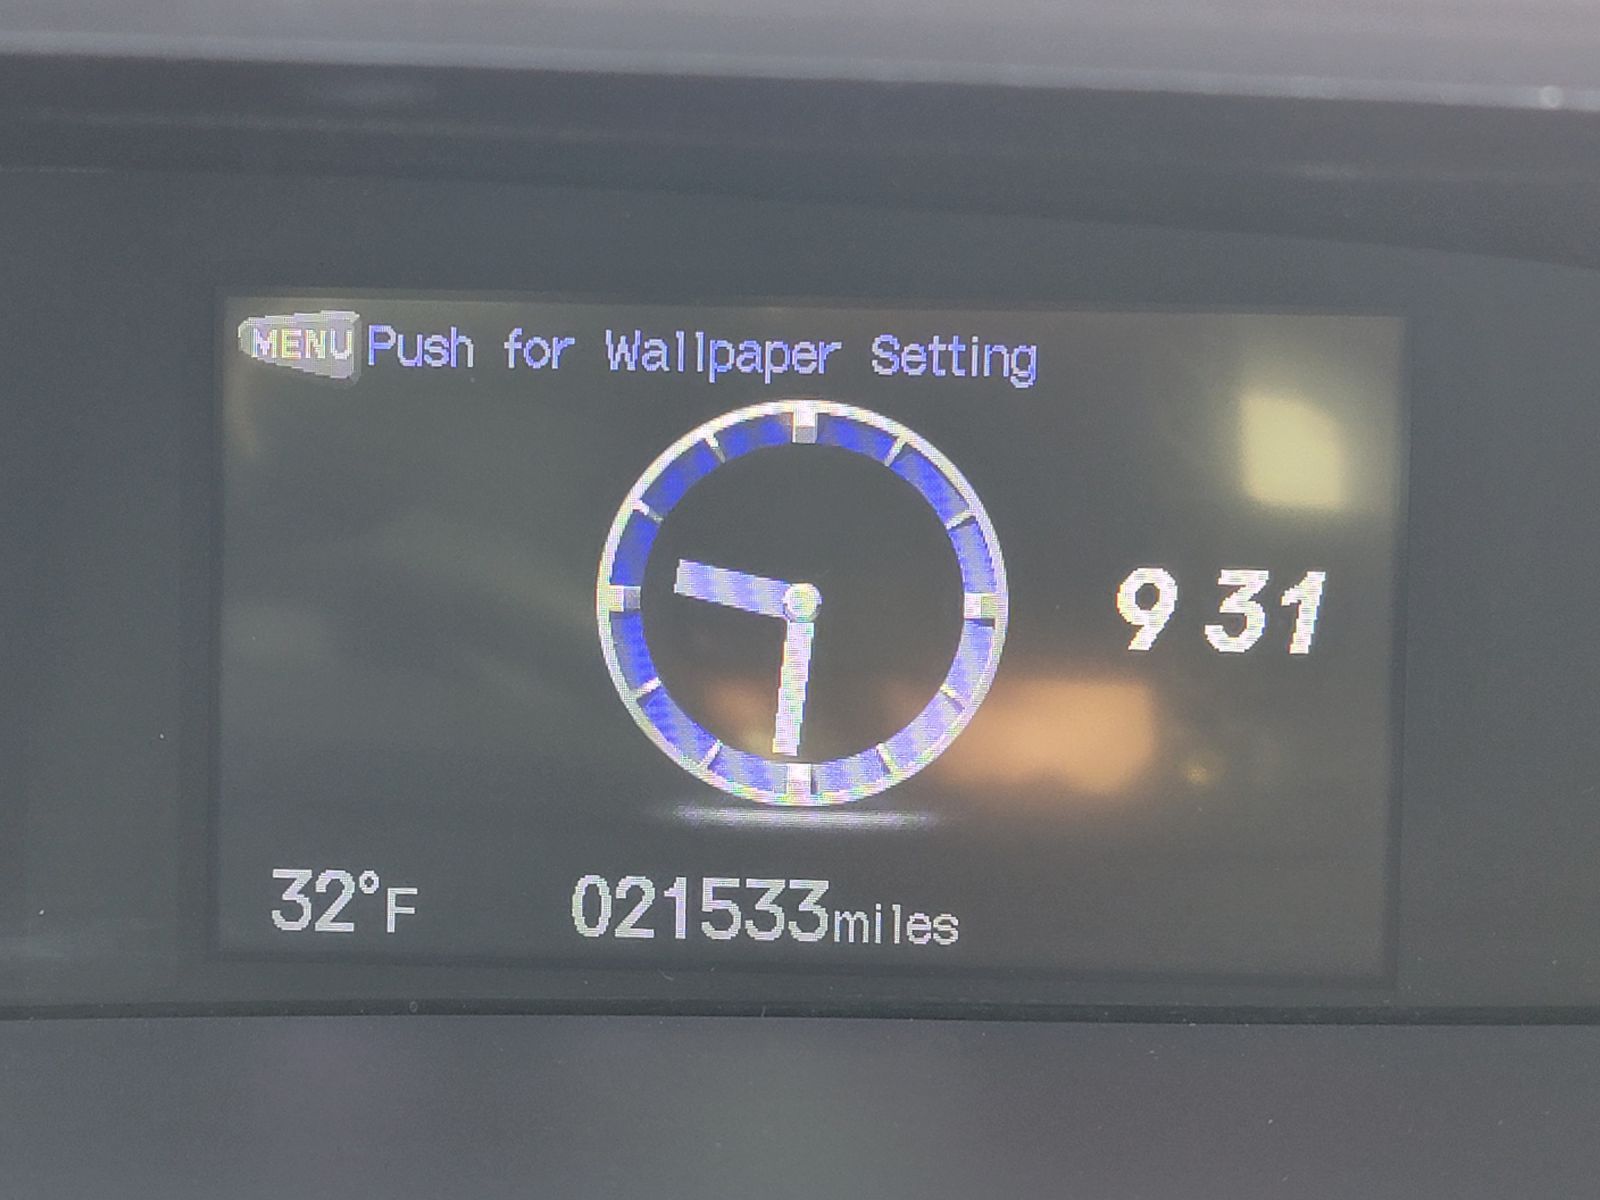 MENU Push for Wallpaper Setting
9 31
32°F 021533miles